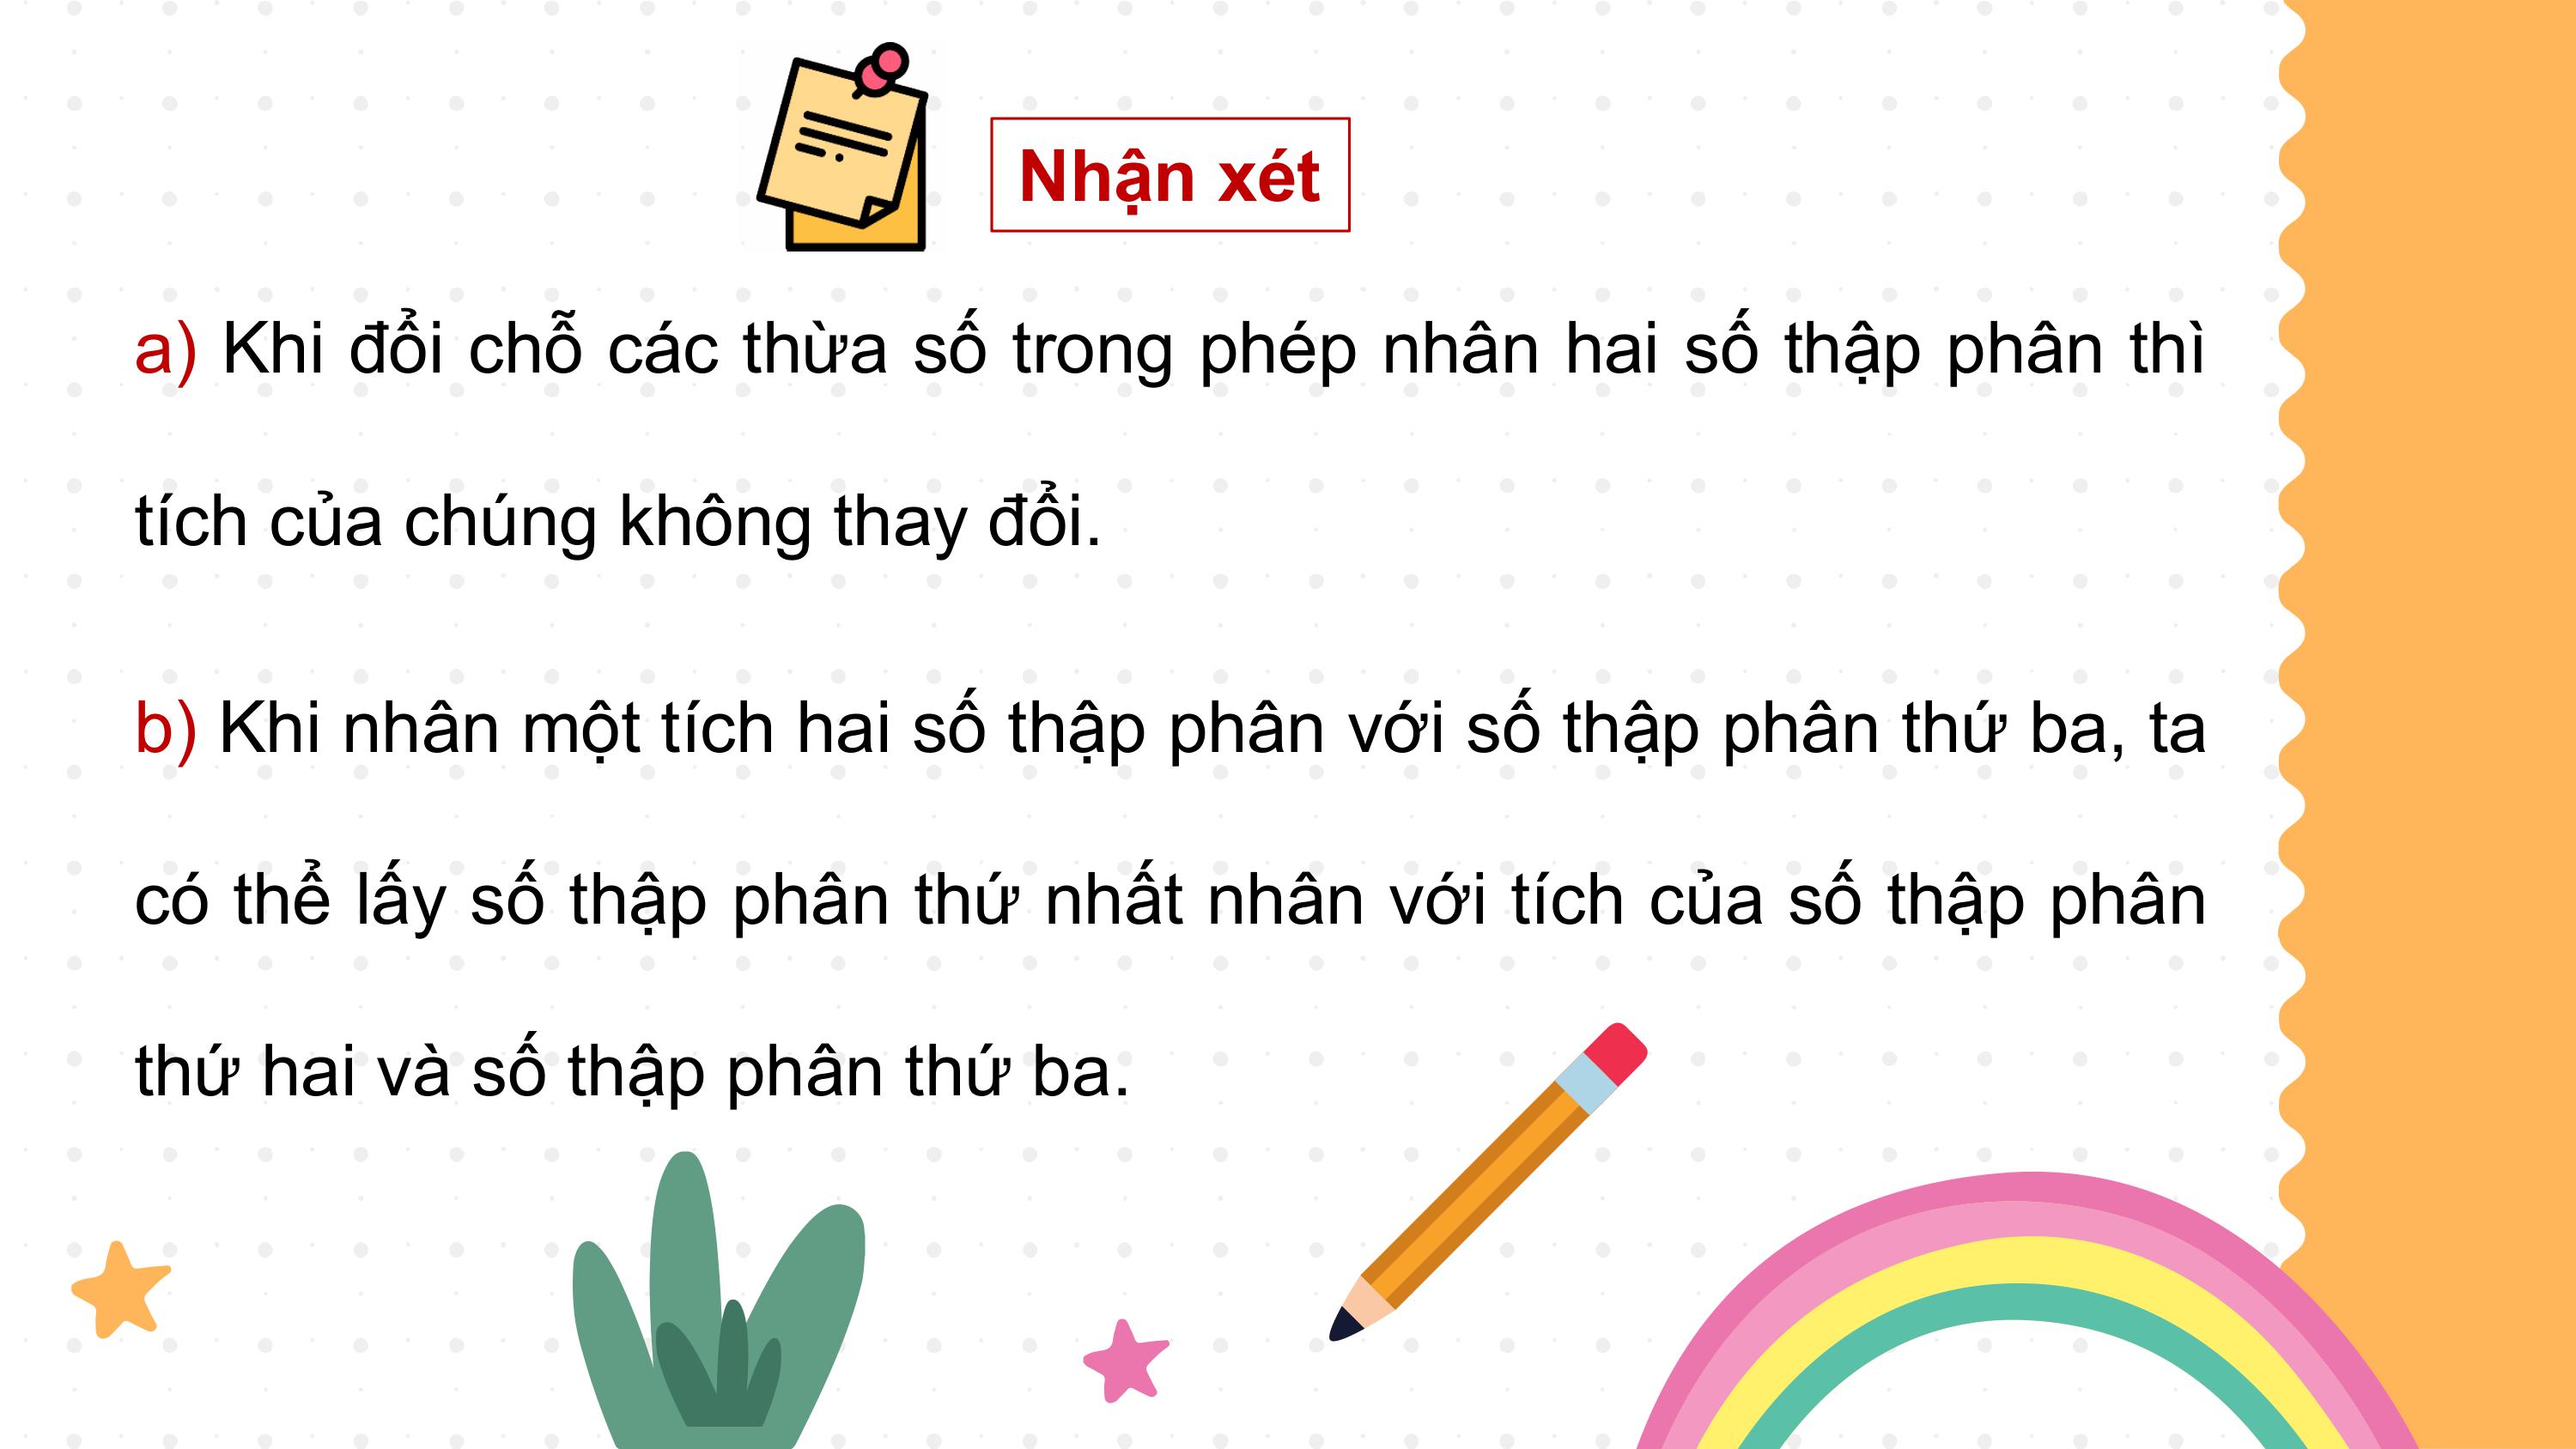 Nhận xét
a) Khi đổi chỗ các thừa số trong phép nhân hai số thập phân thì
tích của chúng không thay đổi.
b) Khi nhân một tích hai số thập phân với số thập phân thứ ba, ta
có thể lấy số thập phân thứ nhất nhân với tích của số thập phân
thứ hai và số thập phân thứ ba.